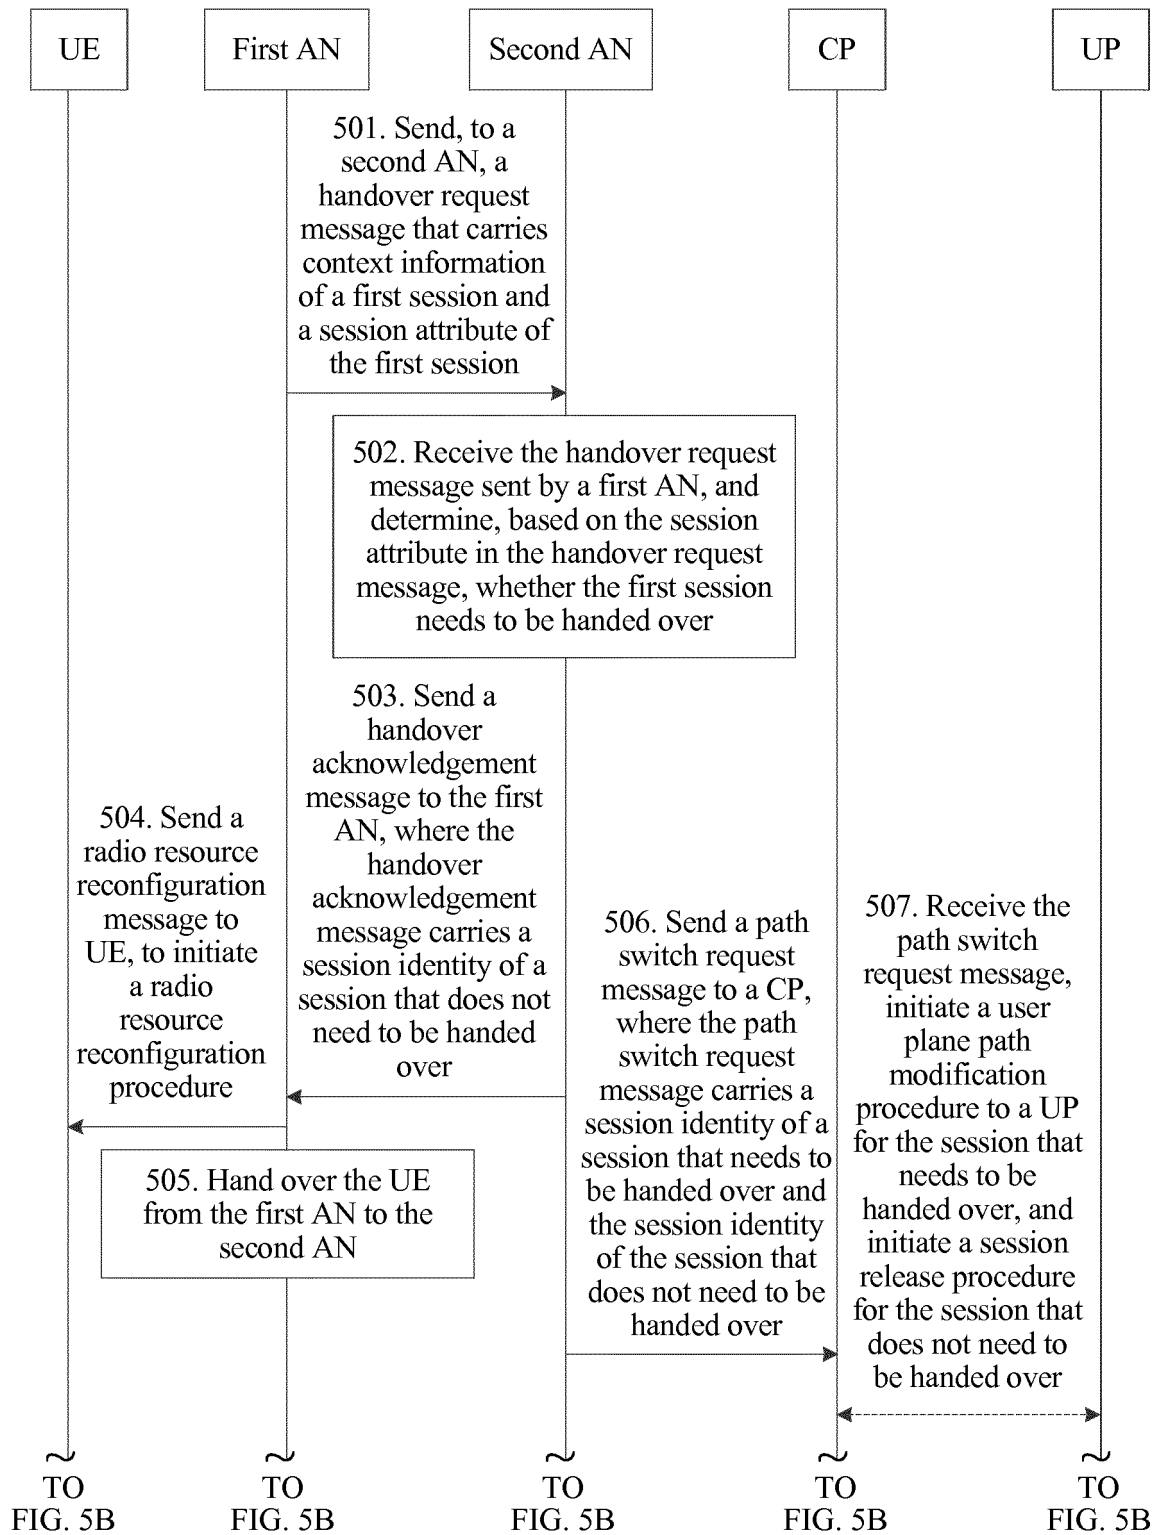 UE
First AN
Second AN
CP
UP
501. Send, to a
second AN, a
handover request
message that carries
context information
of a first session and
a session attribute of
the first session
502. Receive the handover request
message sent by a first AN, and
determine, based on the session
attribute in the handover request
message, whether the first session
needs to be handed over
503. Send a
handover
acknowledgement
message to the first
AN, where the
handover
acknowledgement
message carries a
session identity of a
session that does not
need to be handed
over
504. Send a
radio resource
reconfiguration
message to
UE, to initiate
a radio
resource
reconfiguration
procedure
505. Hand over the UE
from the first AN to the
second AN
506. Send a path
switch request
message to a CP,
where the path
switch request
message carries a
session identity of a
session that needs to
be handed over and
the session identity
of the session that
does not need to be
handed over
507. Receive the
path switch
request message,
initiate a user
plane path
modification
procedure to a UP
for the session that
needs to be
handed over, and
initiate a session
release procedure
for the session that
does not need to
be handed over
TO
FIG. 5B
TO
FIG. 5B
TO
FIG. 5B
TO
FIG. 5B
TO
FIG. 5B